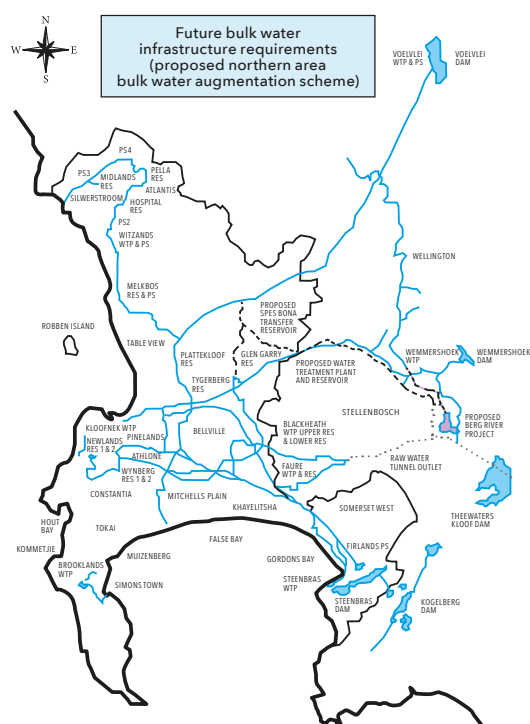 N
W
E
S
Future bulk water
infrastructure requirements
(proposed northern area
bulk water augmentation scheme)
VOELVLEI
WTP & PS
VOELVLEI
DAM
PS4
PS3
MIDLANDS
RES
PELLA
RES
SILWERSTROOM
ATLANTIS
HOSPITAL
RES
PS2
WITZANDS
WTP & PS
WELLINGTON
MELKBOS
RES & PS
PROPOSED
SPES BONA
TRANSFER
RESERVOIR
ROBBEN ISLAND
TABLE VIEW
PLATTEKLOOF
RES
GLEN GARRY
RES
PROPOSED WATER
TREATMENT PLANT
AND RESERVOIR
WEMMERSHOEK
WTP
WEMMERSHOEK
DAM
TYGERBERG
RES
STELLENBOSCH
KLOOFNEK WTP
NEWLANDS
RES 1 & 2
PINELANDS
BELLVILLE
BLACKHEATH
WTP UPPER RES
& LOWER RES
PROPOSED
BERG RIVER
PROJECT
ATHLONE
WYNBERG
RES 1 & 2
FAURE
WTP & RES
RAW WATER
TUNNEL OUTLET
CONSTANTIA
MITCHELLS PLAIN
KHAYELITSHA
SOMERSET WEST
THEEWATERS
KLOOF DAM
HOUT
BAY
TOKAI
KOMMETJIE
MUIZENBERG
FALSE BAY
FIRLANDS PS
GORDONS BAY
BROOKLANDS
WTP
SIMONS TOWN
STEENBRAS
WTP
STEENBRAS
DAM
KOGELBERG
DAM